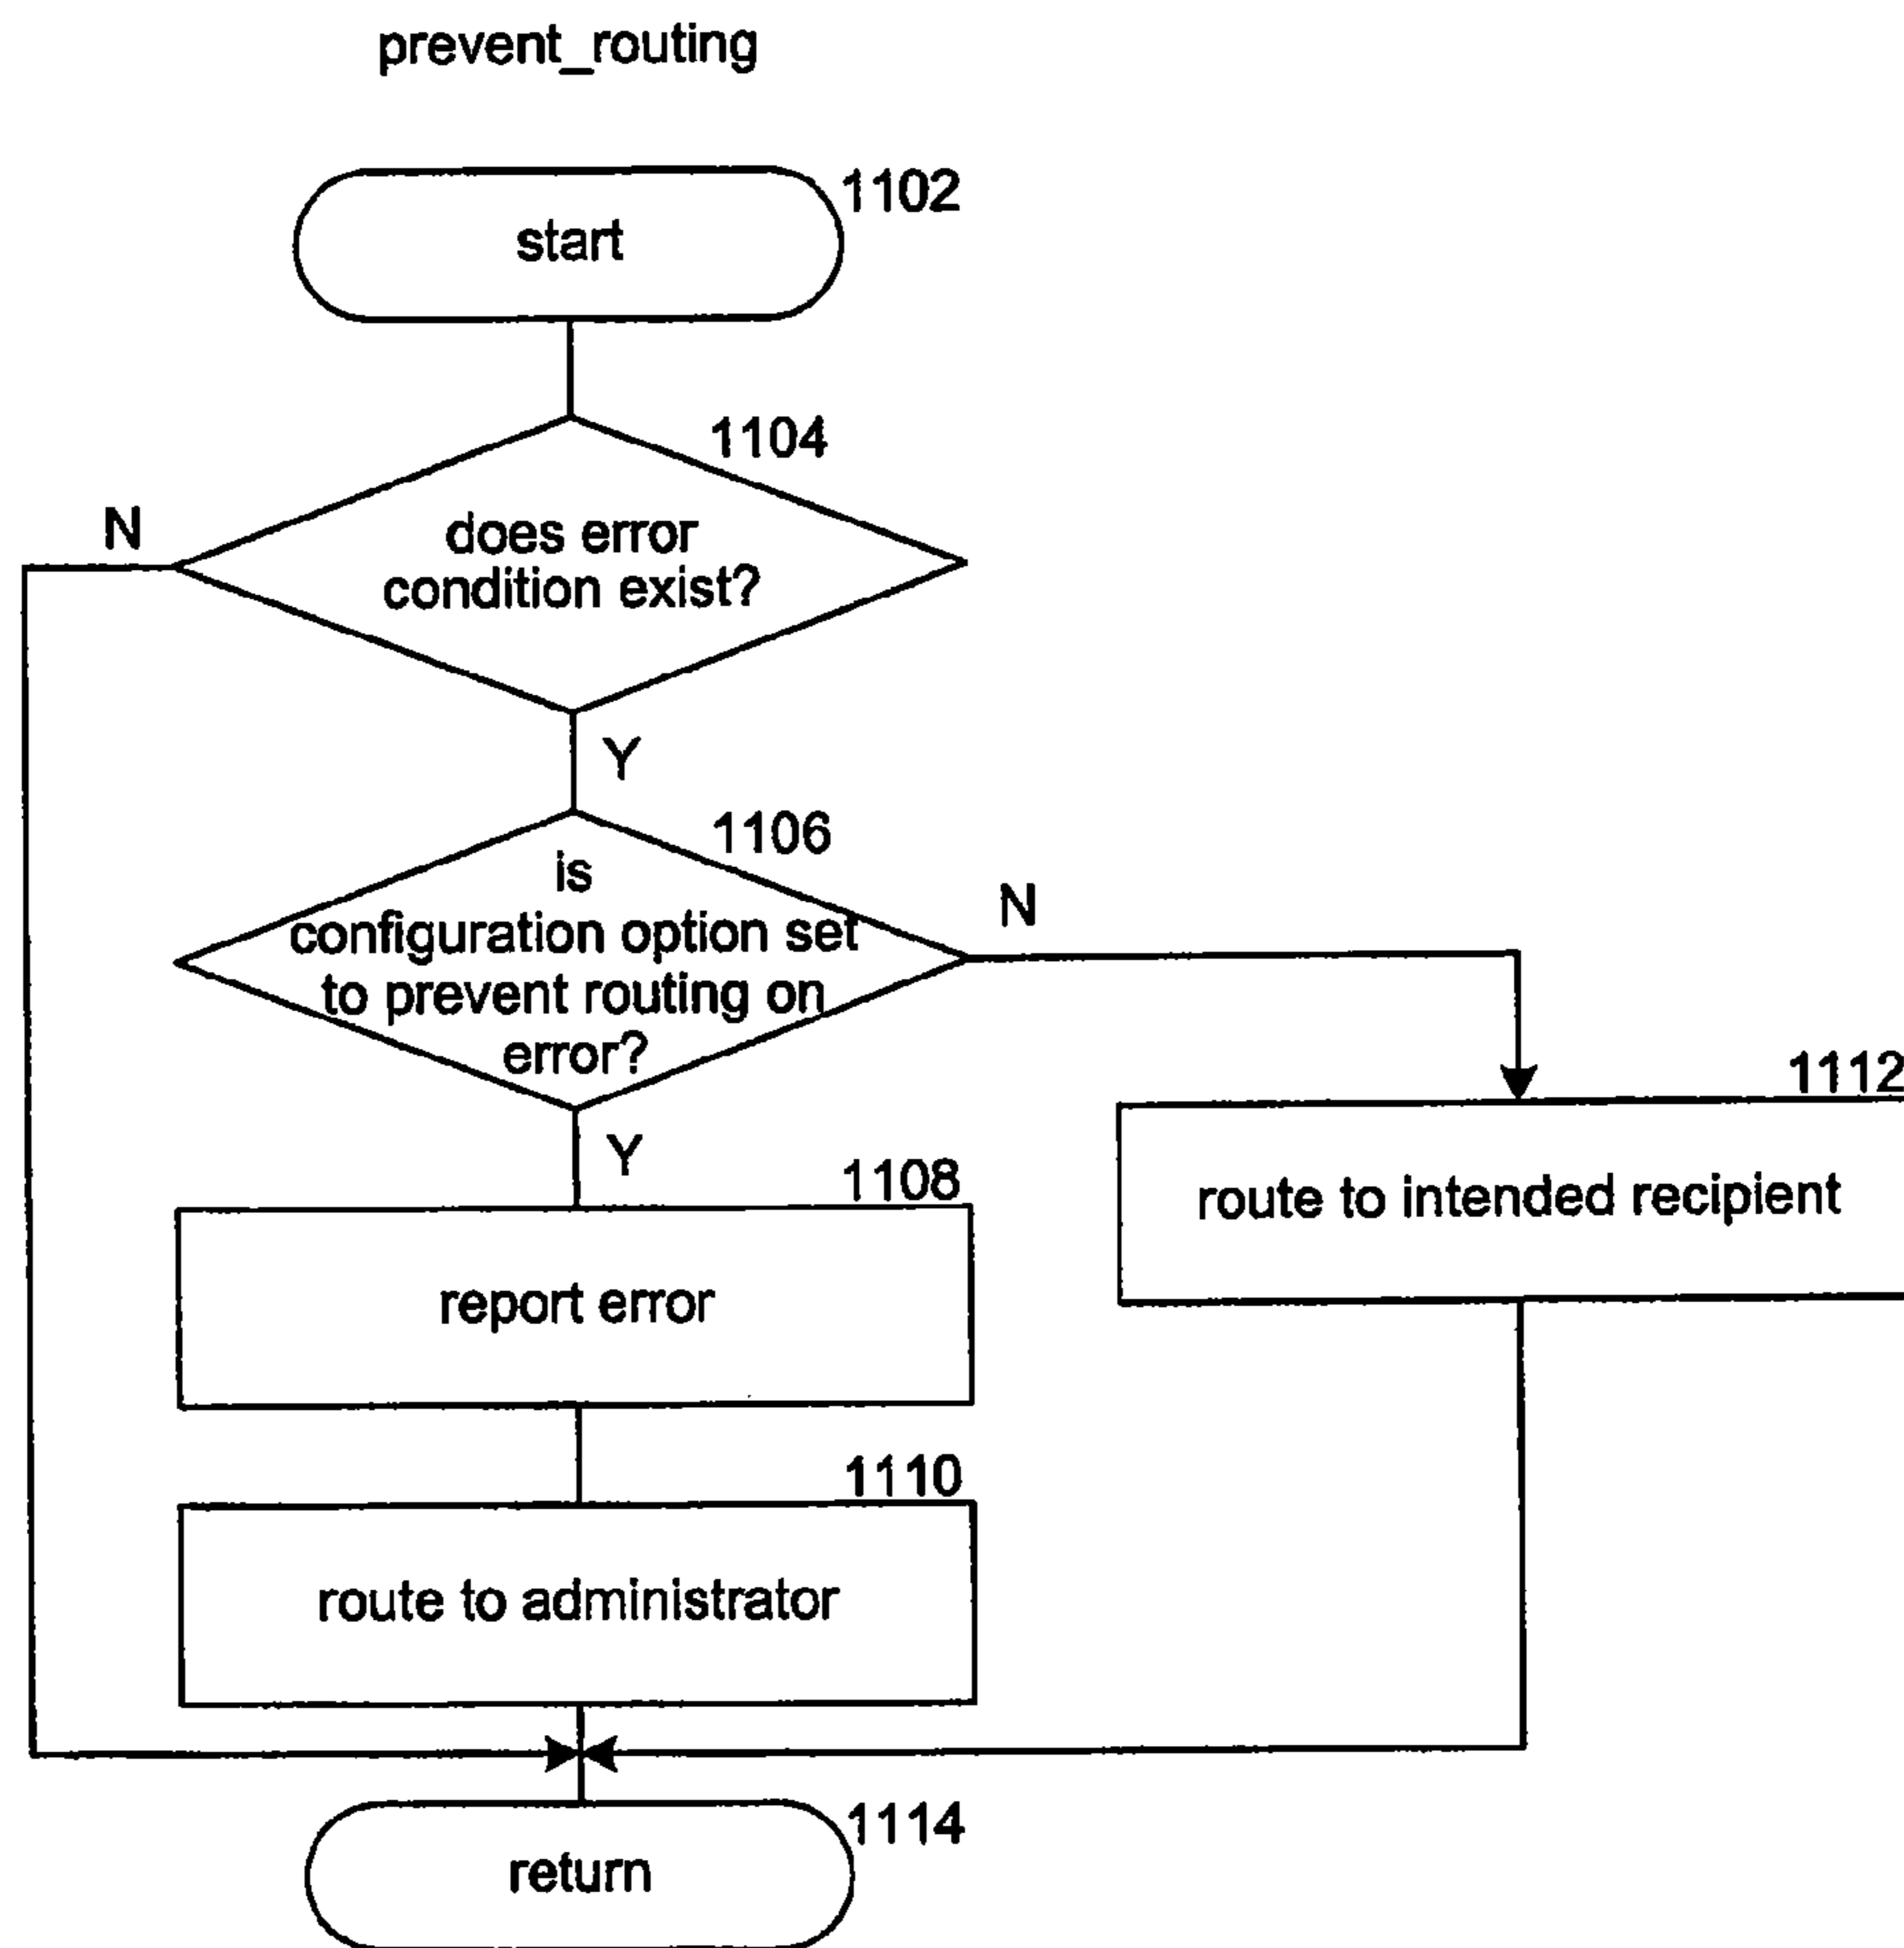 prevent_routing
1102
start
1104
N
does error
condition exist?
Y
1106
is
configuration option set
to prevent routing on
error?
N
Y
1112
route to intended recipient
1108
report error
1110
route to administrator
1114
return